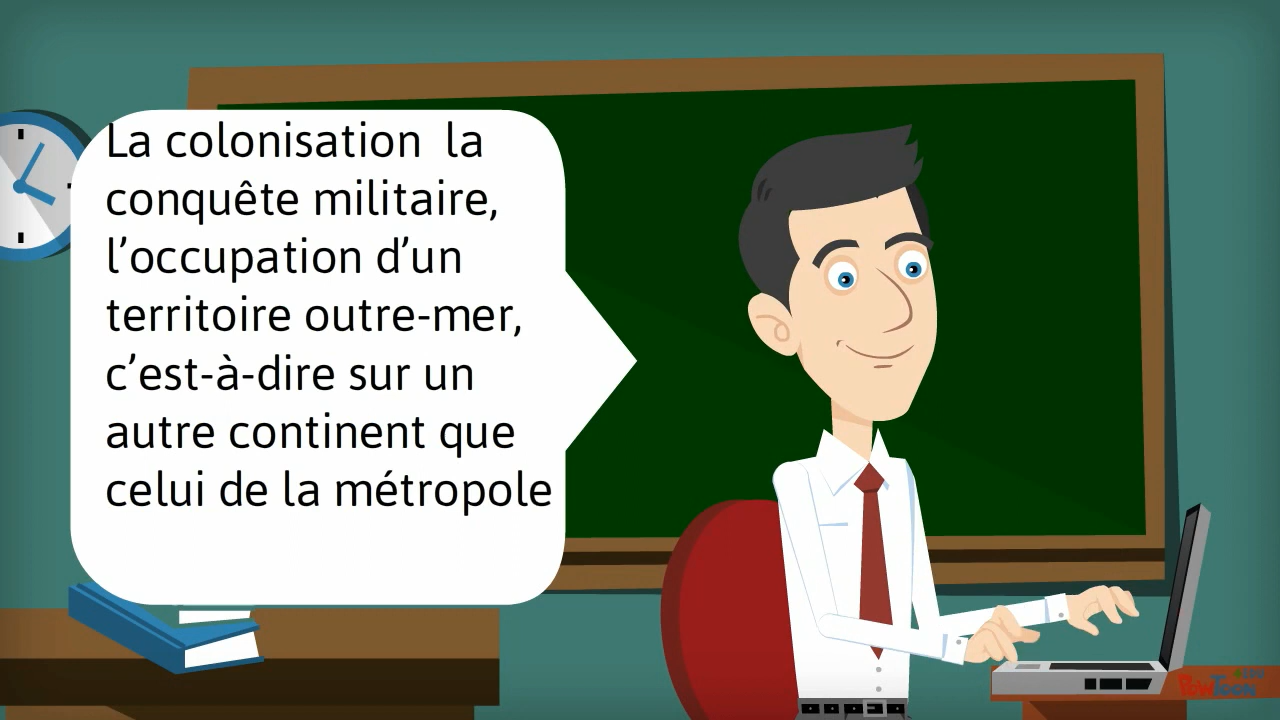 La colonisation  la
conquête militaire,
l’occupation d’un
territoire outre-mer,
c’est-à-dire sur un
autre continent que
celui de la métropole
PowToon